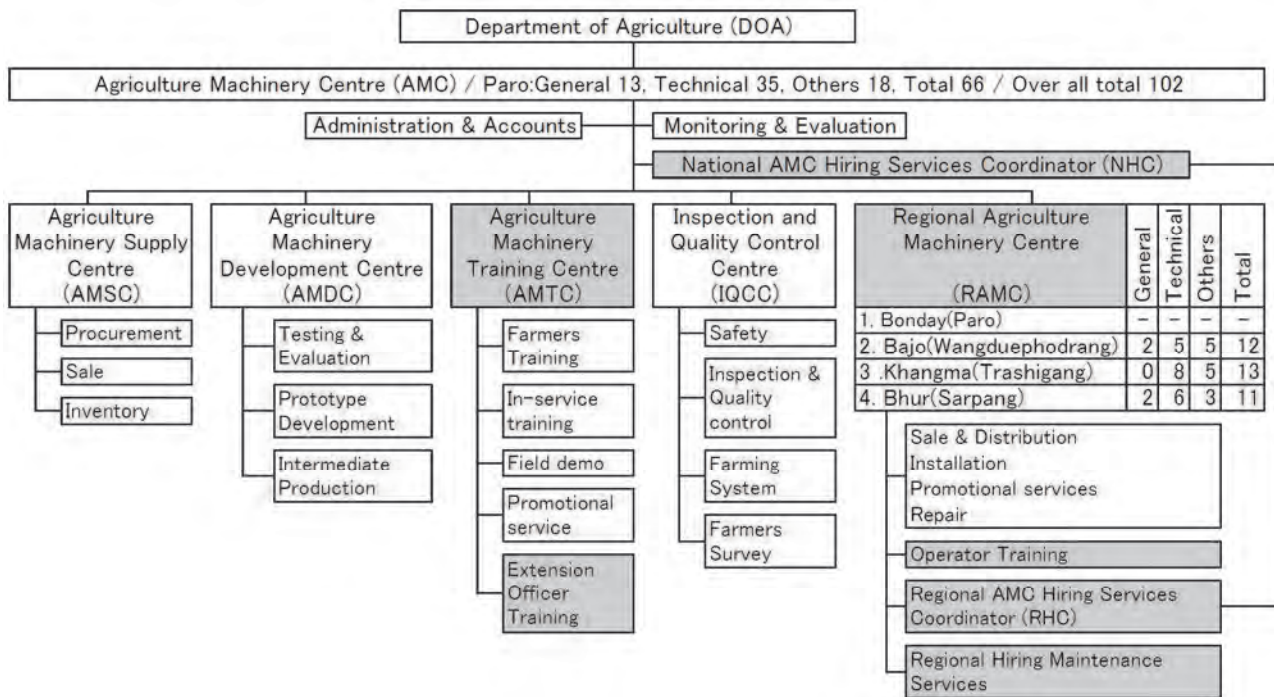 Department of Agriculture (DOA)
Agriculture Machinery Centre (AMC) / Paro:General 13, Technical 35, Others 18, Total 66 / Over all total 102
Administration & Accounts
Monitoring & Evaluation
National AMC Hiring Services Coordinator (NHC)
Agriculture
Machinery Supply
Centre
(AMSC)
Procurement
Sale
Inventory
Agriculture
Machinery
Development Centre
(AMDC)
Testing &
Evaluation
Prototype
Development
Intermediate
Production
Agriculture
Machinery
Training Centre
(AMTC)
Farmers
Training
In-service
training
Field demo
Promotional
service
Extension
Officer
Training
Inspection and
Quality Control
Centre
(IQCC)
Safety
Inspection &
Quality
control
Farming
System
Farmers
Survey
Regional Agriculture
Machinery Centre
(RAMC)
General
Technical
Others
Total
1. Bonday(Paro) - - - -
2. Bajo(Wangduephodrang) 2 5 5 12
3 .Khangma(Trashigang) 0 8 5 13
4. Bhur(Sarpang) 2 6 3 11
Sale & Distribution
Installation
Promotional services
Repair
Operator Training
Regional AMC Hiring Services
Coordinator (RHC)
Regional Hiring Maintenance
Services